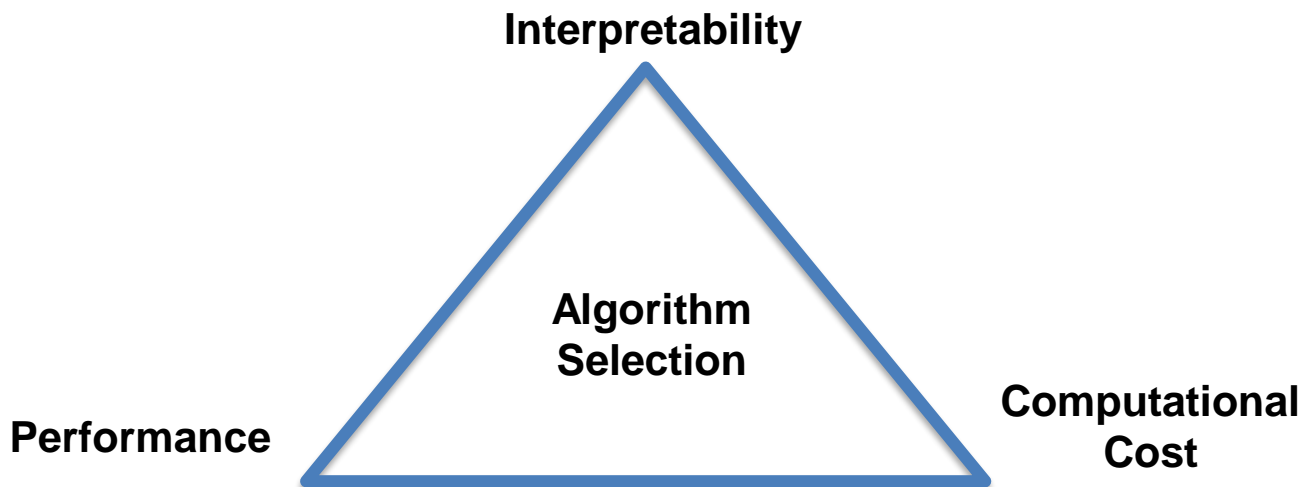 Interpretability
Algorithm
Selection
Performance
Computational
Cost